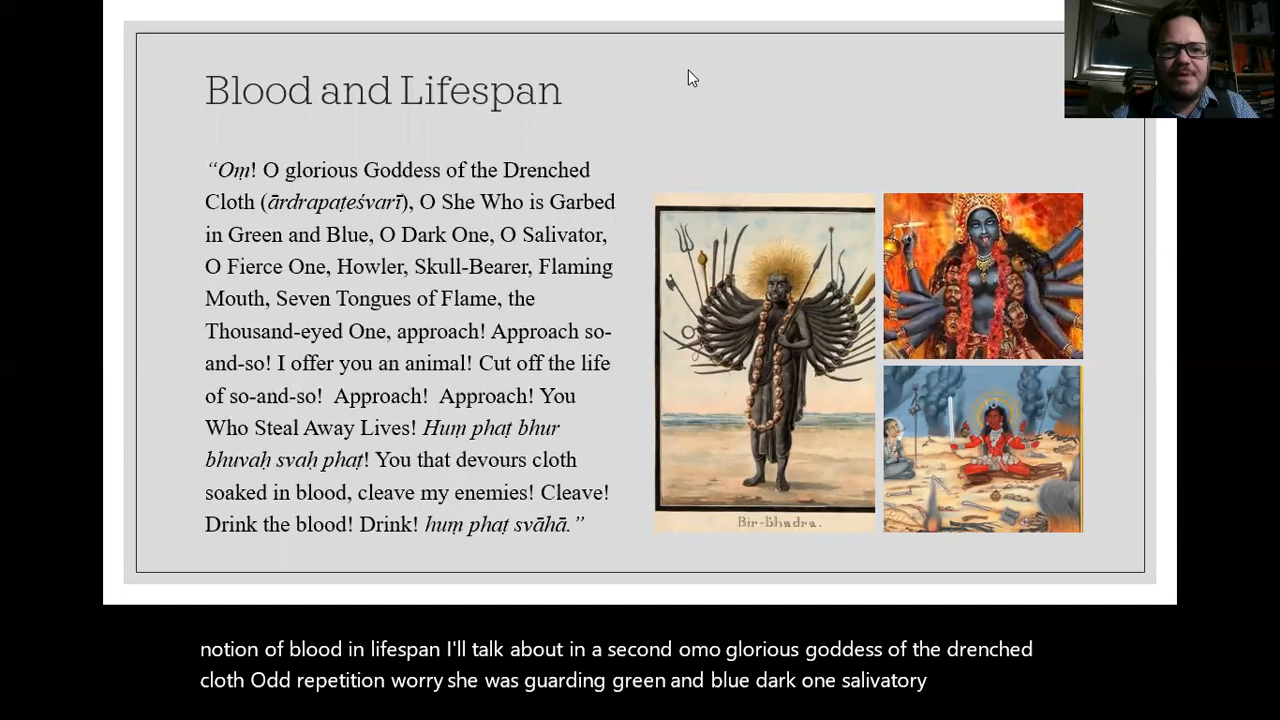 Blood and Lifespan
“Oṃ! O glorious Goddess of the Drenched
Cloth (ārdrapaṭeśvarī), O She Who is Garbed
in Green and Blue, O Dark One, O Salivator,
O Fierce One, Howler, Skull-Bearer, Flaming
Mouth, Seven Tongues of Flame, the
Thousand-eyed One, approach! Approach so-
and-so! I offer you an animal! Cut off the life
of so-and-so!  Approach!  Approach! You
Who Steal Away Lives! Huṃ phaṭ bhur
bhuvaḥ svaḥ phaṭ! You that devours cloth
soaked in blood, cleave my enemies! Cleave!
Drink the blood! Drink! huṃ phaṭ svāhā.”
Bir-Bhadra.
notion of blood in lifespan I'll talk about in a second omo glorious goddess of the drenched
cloth Odd repetition worry she was guarding green and blue dark one salivatory